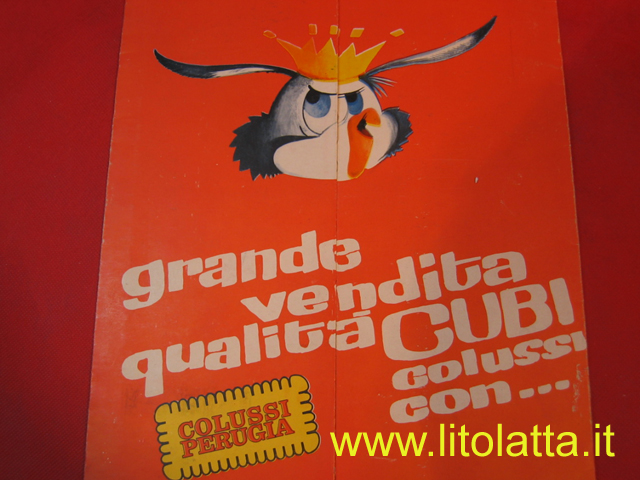 grande
vendita
qualità CUBI
colussi
con...
COLUSSI
PERUGIA
www.litolatta.it